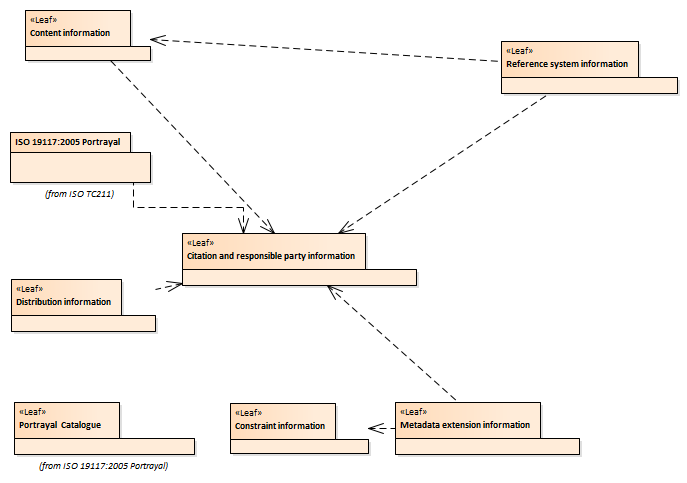 «Leaf»
Content information
«Leaf»
Reference system information
ISO 19117:2005 Portrayal
(from ISO TC211)
«Leaf»
Citation and responsible party information
«Leaf»
Distribution information
«Leaf»
Portrayal Catalogue
(from ISO 19117:2005 Portrayal)
«Leaf»
Constraint information
«Leaf»
Metadata extension information